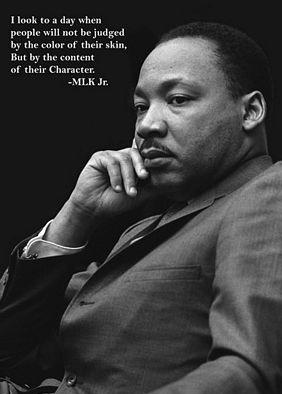 I look to a day when
people will not be judged
by the color of their skin,
But by the content
of their Character.
-MLK Jr.